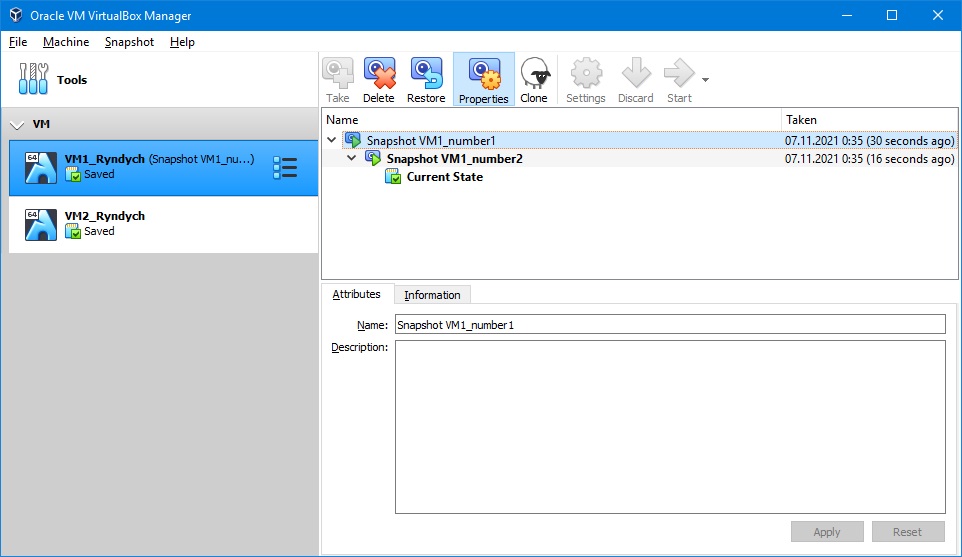 Oracle VM VirtualBox Manager
File Machine Snapshot Help
Tools
Take Delete Restore Properties Clone Settings Discard Start
VM
64 VM1_Ryndych (Snapshot VM1_nu...)
Saved
64 VM2_Ryndych
Saved
Name Taken
Snapshot VM1_number1 07.11.2021 0:35 (30 seconds ago)
Snapshot VM1_number2 07.11.2021 0:35 (16 seconds ago)
Current State
Attributes Information
Name: Snapshot VM1_number1
Description:
Apply Reset